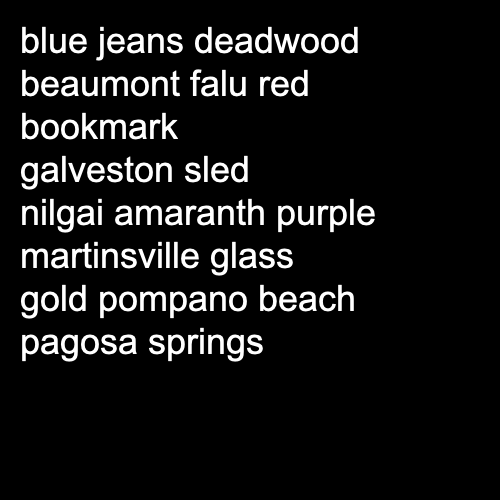 blue jeans deadwood
beaumont falu red
bookmark
galveston sled
nilgai amaranth purple
martinsville glass
gold pompano beach
pagosa springs